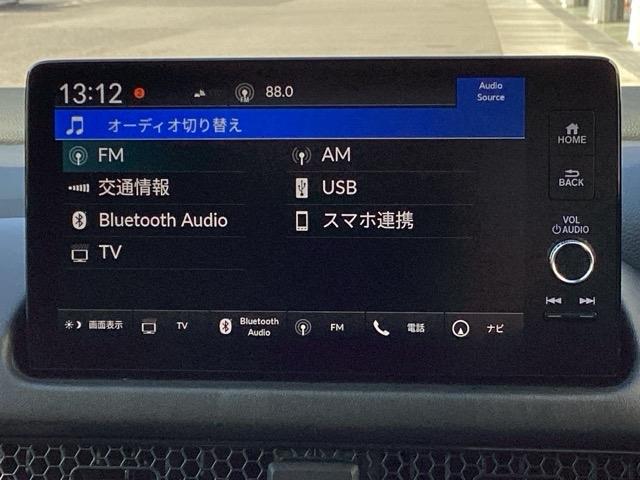 13:12 3 FM 88.0 Audio Source
オーディオ切り替え
FM AM
交通情報 USB
Bluetooth Audio スマホ連携
TV
画面表示 TV Bluetooth Audio FM 電話 ナビ
HOME
BACK
VOL
AUDIO